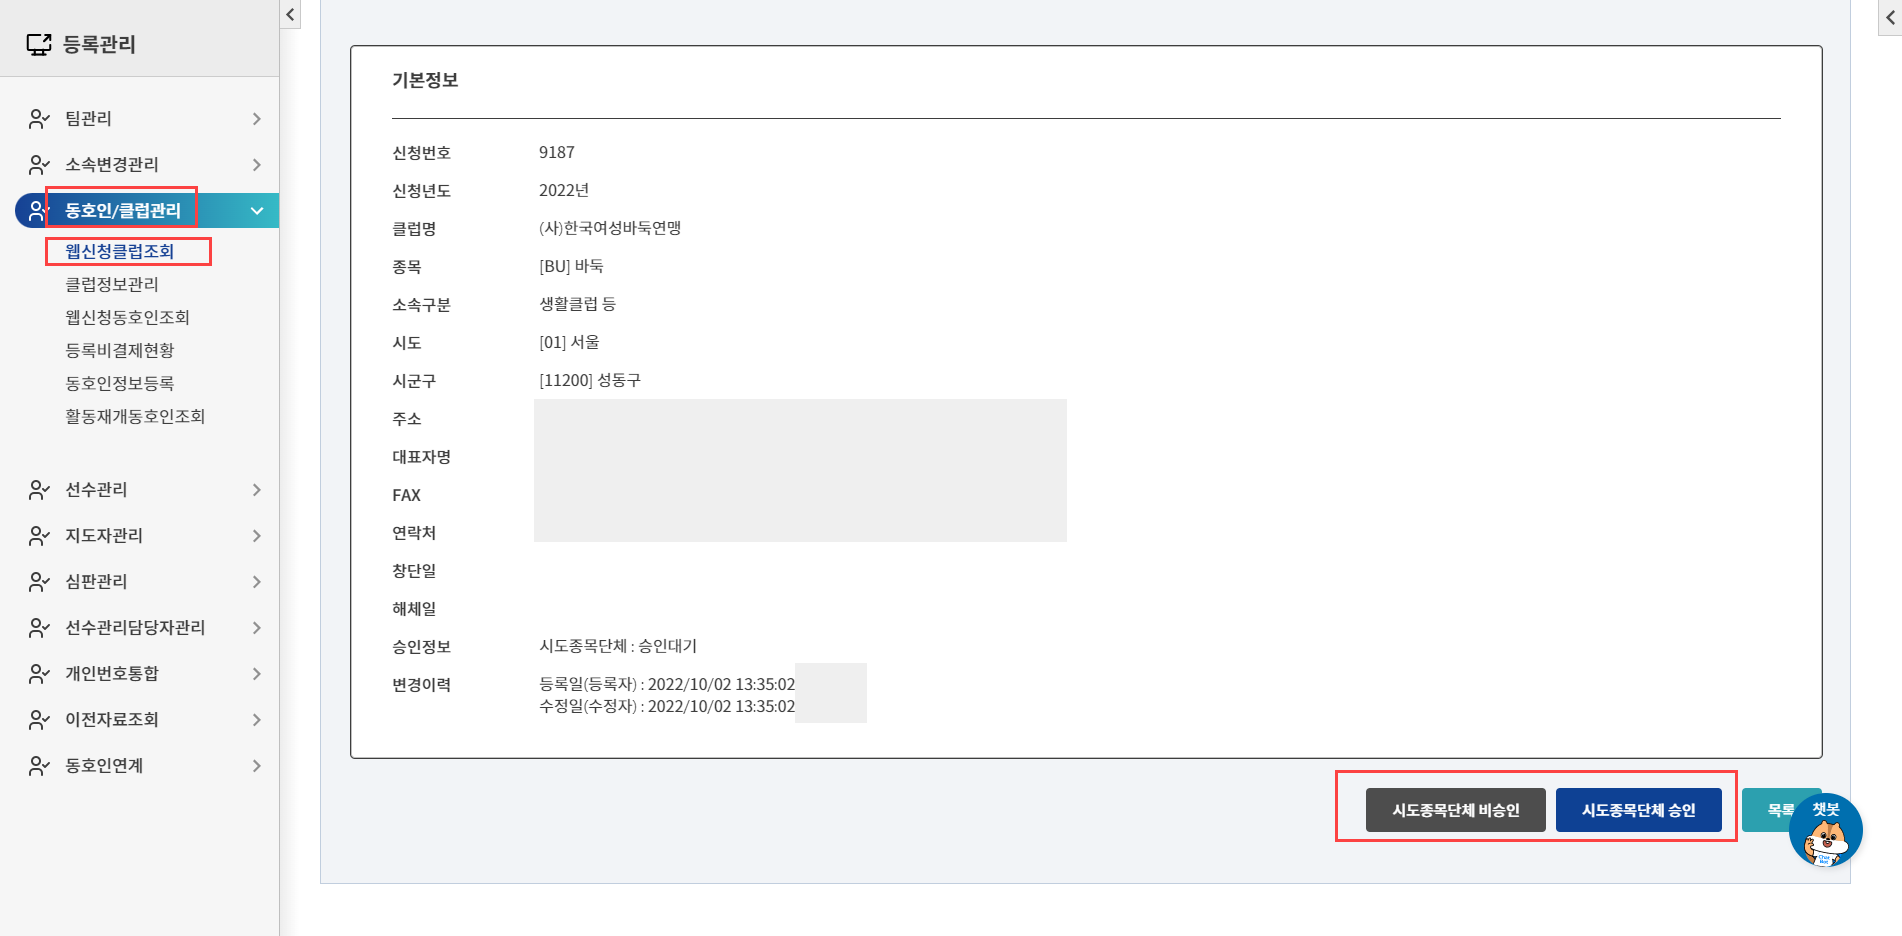 등록관리
팀관리
소속변경관리
동호인/클럽관리
웹신청클럽조회
클럽정보관리
웹신청동호인조회
등록비결제현황
동호인정보등록
활동재개동호인조회
선수관리
지도자관리
심판관리
선수관리담당자관리
개인번호통합
이전자료조회
동호인연계
기본정보
신청번호 9187
신청년도 2022년
클럽명 (사)한국여성바둑연맹
종목 [BU] 바둑
소속구분 생활클럽 등
시도 [01] 서울
시군구 [11200] 성동구
주소
대표자명
FAX
연락처
창단일
해체일
승인정보 시도종목단체 : 승인대기
변경이력 등록일(등록자) : 2022/10/02 13:35:02
수정일(수정자) : 2022/10/02 13:35:02
시도종목단체 비승인 시도종목단체 승인 목록
챗봇
Chat
Bot